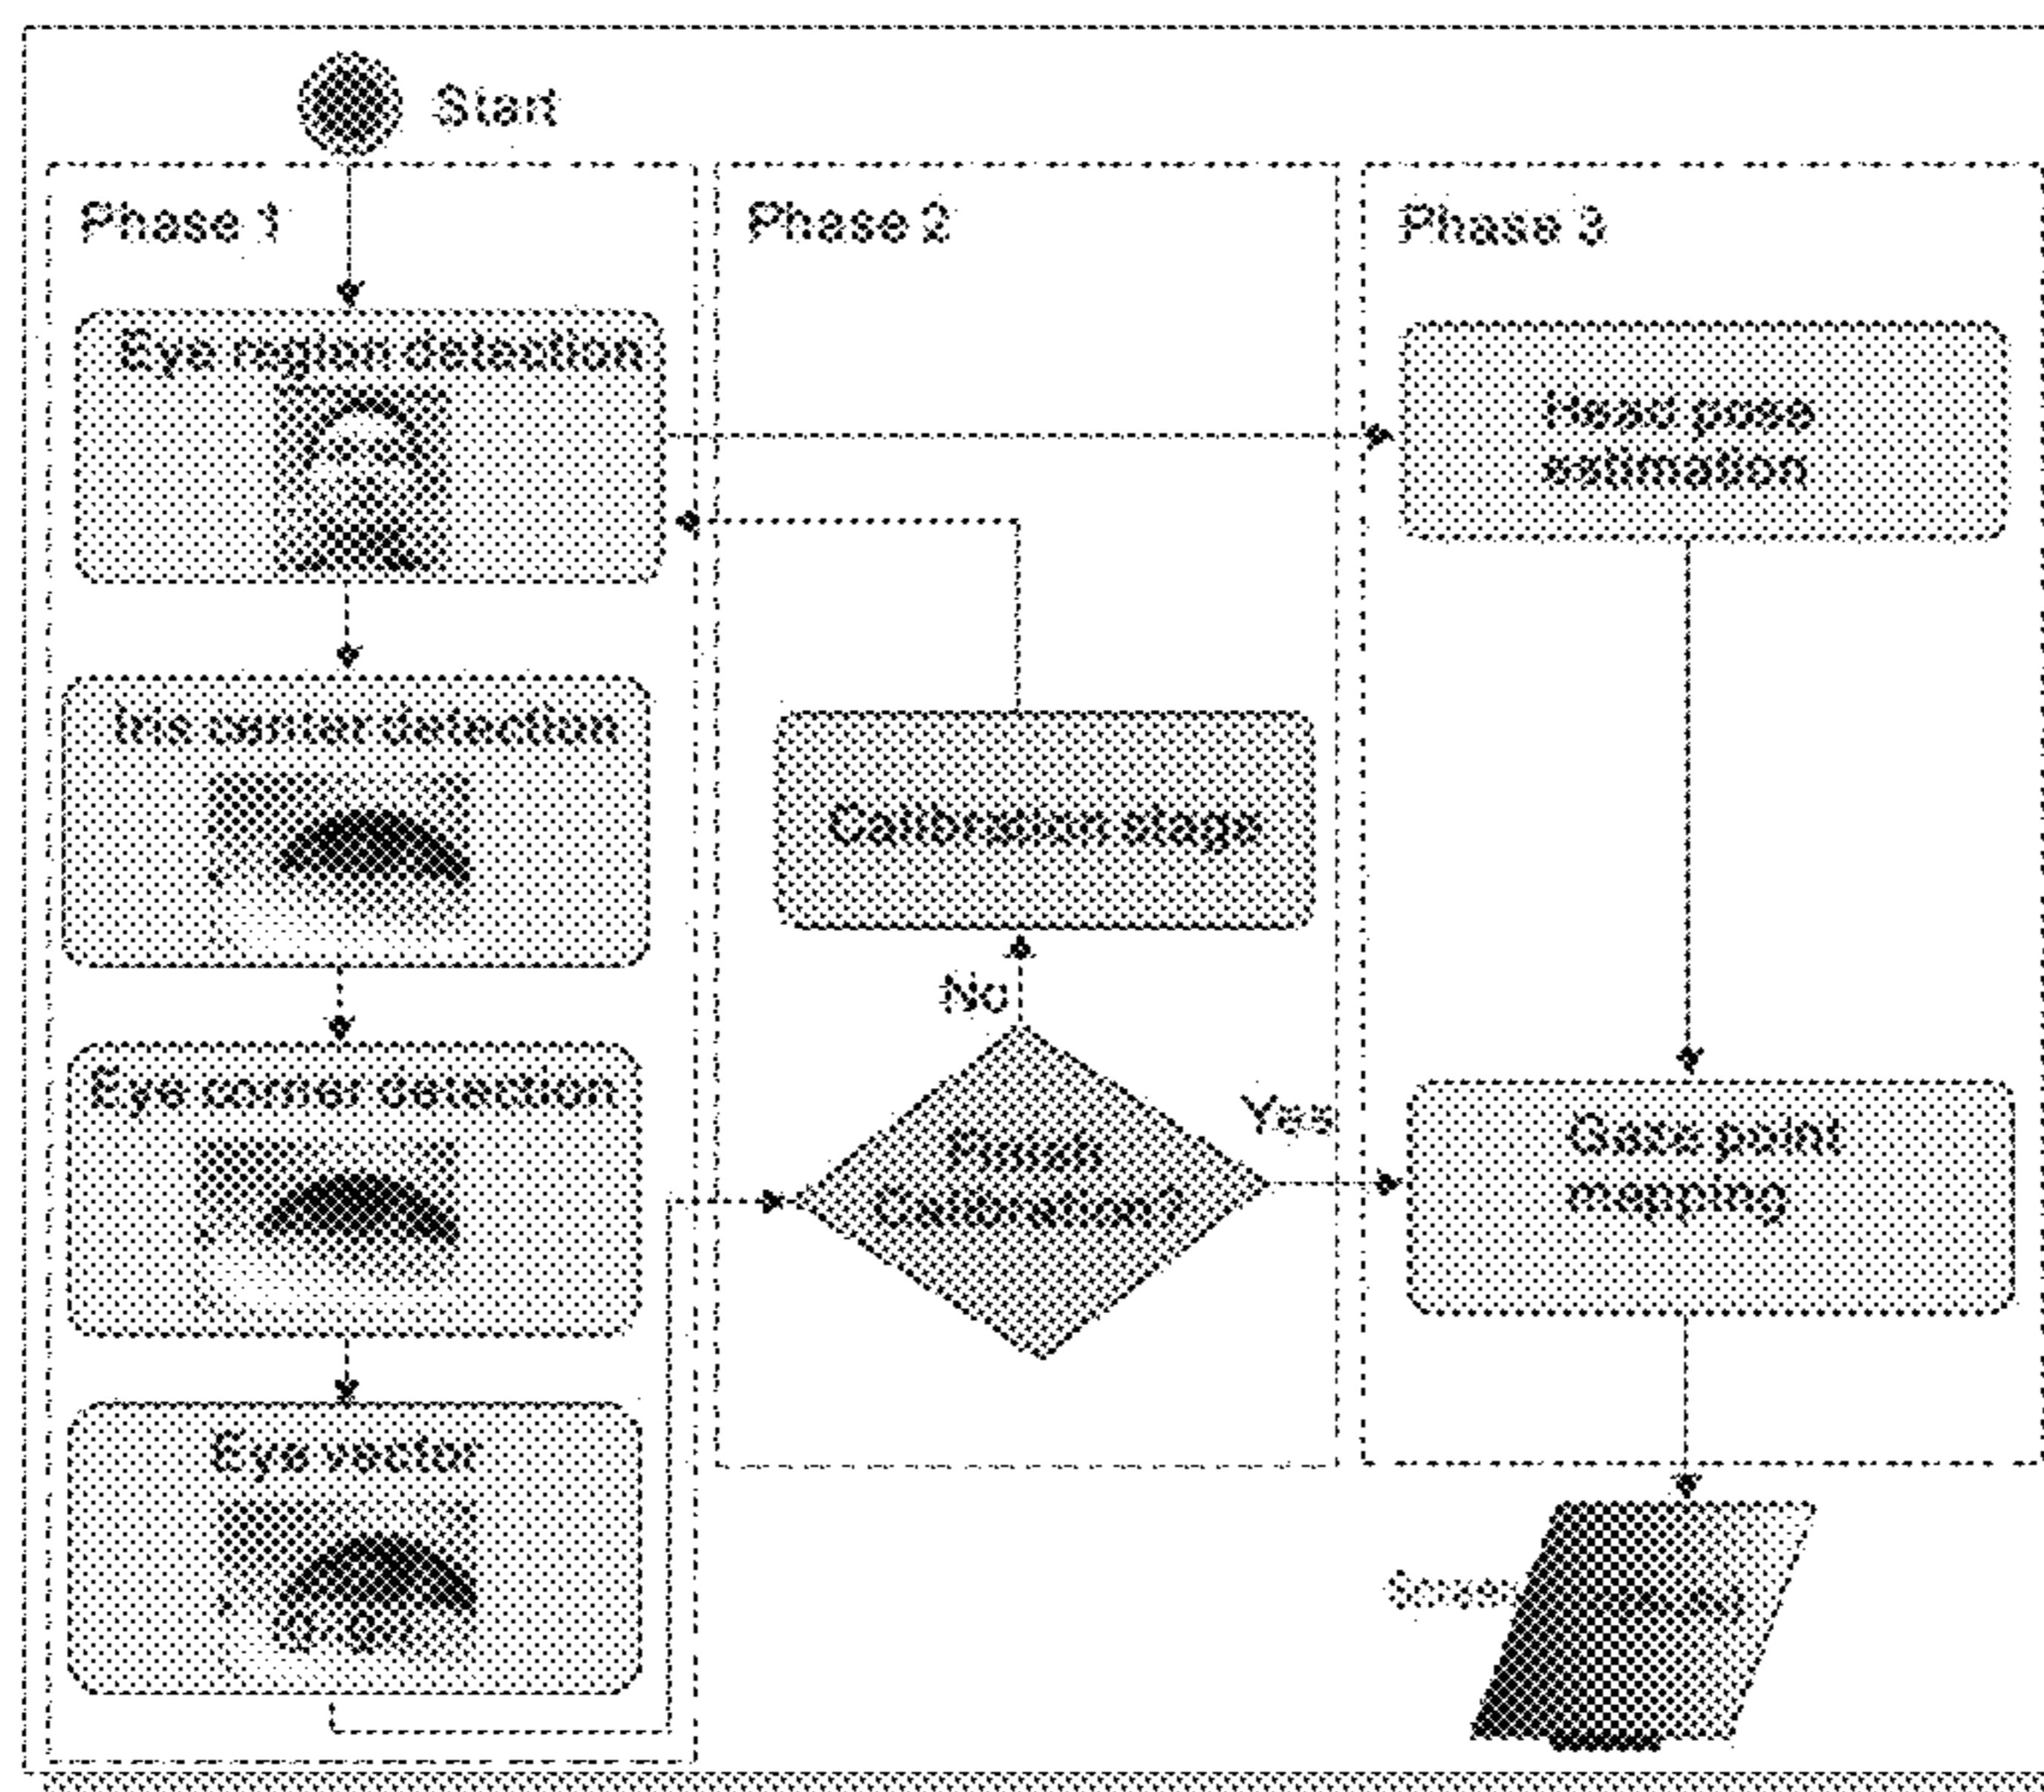 Start
Phase 1
Eye region detection
Iris center detection
Eye corner detection
Eye vector
Phase 2
Calibration stage
No
Finish
Calibration?
Yes
Phase 3
Head pose
estimation
Gaze point
mapping
Screen